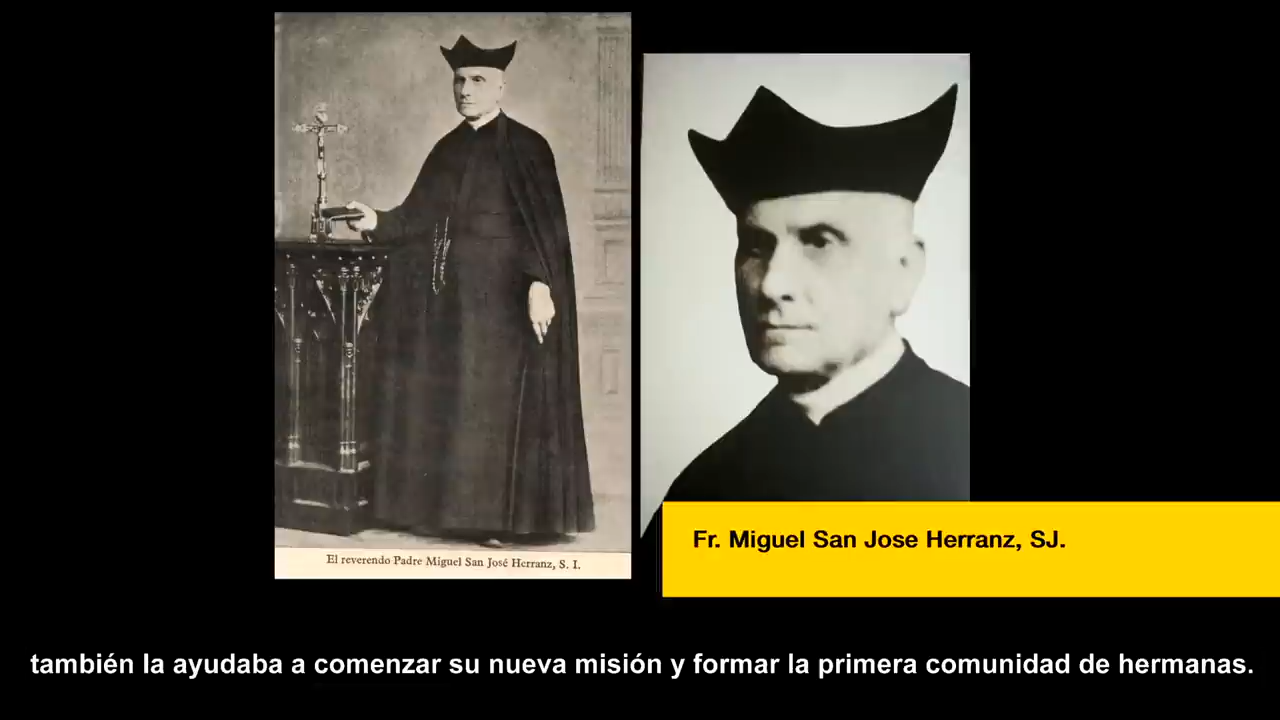 El reverendo Padre Miguel San José Herranz, S. I.
Fr. Miguel San Jose Herranz, SJ.
también la ayudaba a comenzar su nueva misión y formar la primera comunidad de hermanas.